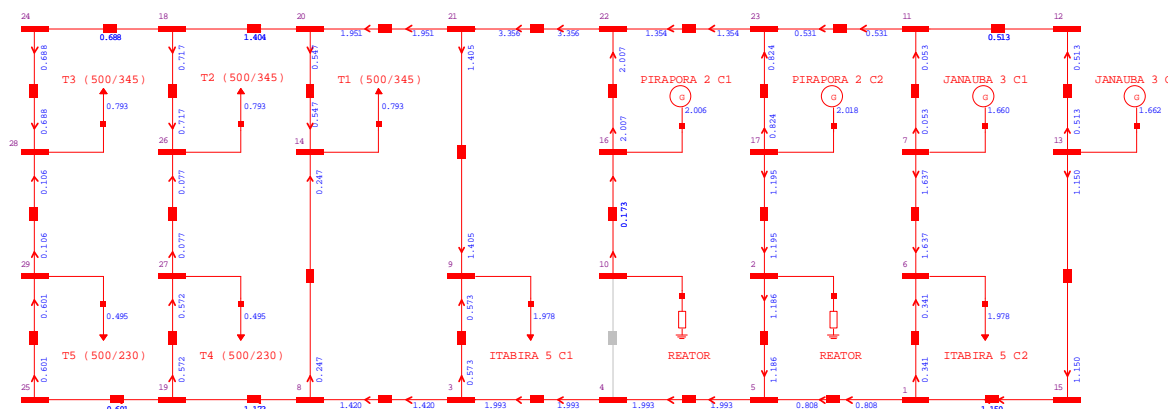 24 18 20 21 22 23 11 12
0.688 1.404 1.951 1.951 3.356 3.356 1.354 1.354 0.531 0.531 0.513
0.688 0.717 0.547 1.405 2.007 0.824 0.053 0.513
T3 (500/345) T2 (500/345) T1 (500/345) PIRAPORA 2 C1 PIRAPORA 2 C2 JANAUBA 3 C1 JANAUBA 3 C
G G G G
0.793 0.793 0.793 2.006 2.018 1.660 1.662
0.688 0.717 0.547 2.007 0.824 0.053 0.513
28 26 14 16 17 7 13
0.106 0.077 0.247 1.195 1.637 1.150
0.173
0.106 0.077 1.405 1.195 1.637
29 27 9 10 2 6
0.601 0.572 0.573 1.186 0.341
0.495 0.495 1.978 1.978
T5 (500/230) T4 (500/230) ITABIRA 5 C1 REATOR REATOR ITABIRA 5 C2
0.601 0.572 0.247 0.573 1.186 0.341 1.150
25 19 8 3 4 5 1 15
0.601 1.173 1.420 1.420 1.993 1.993 1.993 1.993 0.808 0.808 1.150